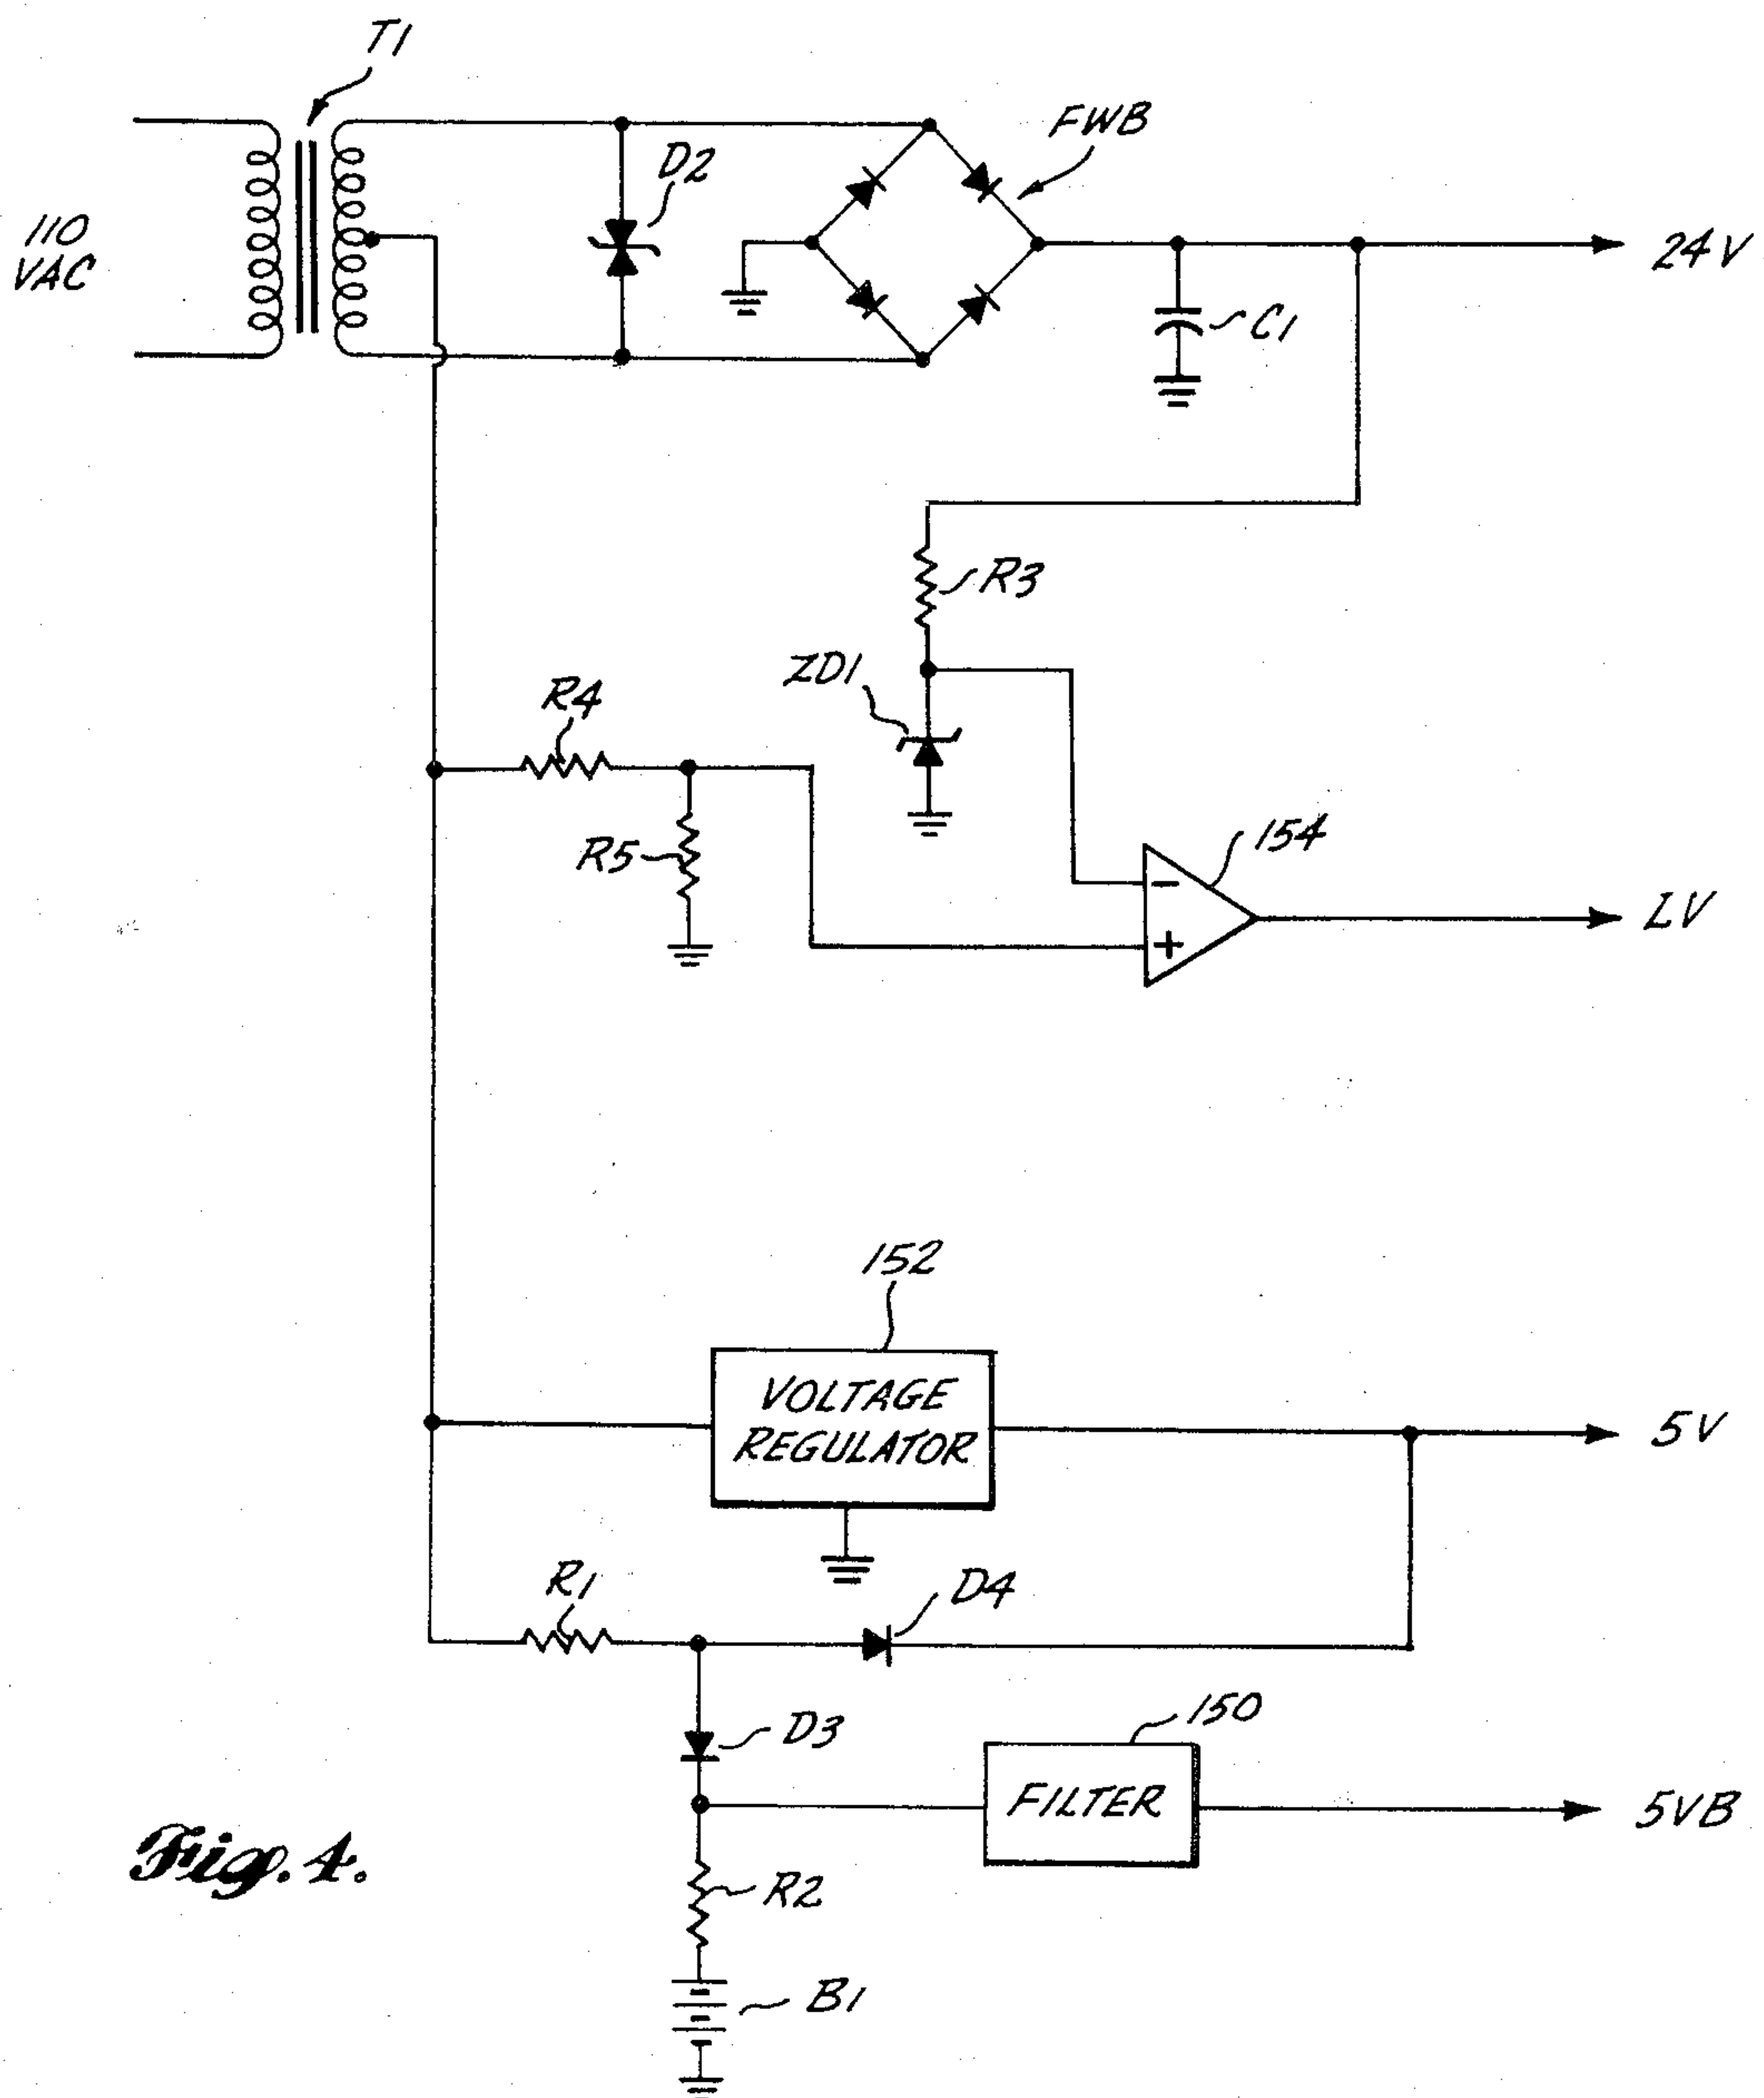 T1
FWB
D2
110
VAC
24V
C1
R3
ZD1
R4
R5
154
-
+
LV
152
VOLTAGE
REGULATOR
5V
R1
D4
D3
150
FILTER
5VB
R2
B1
Fig. 4.